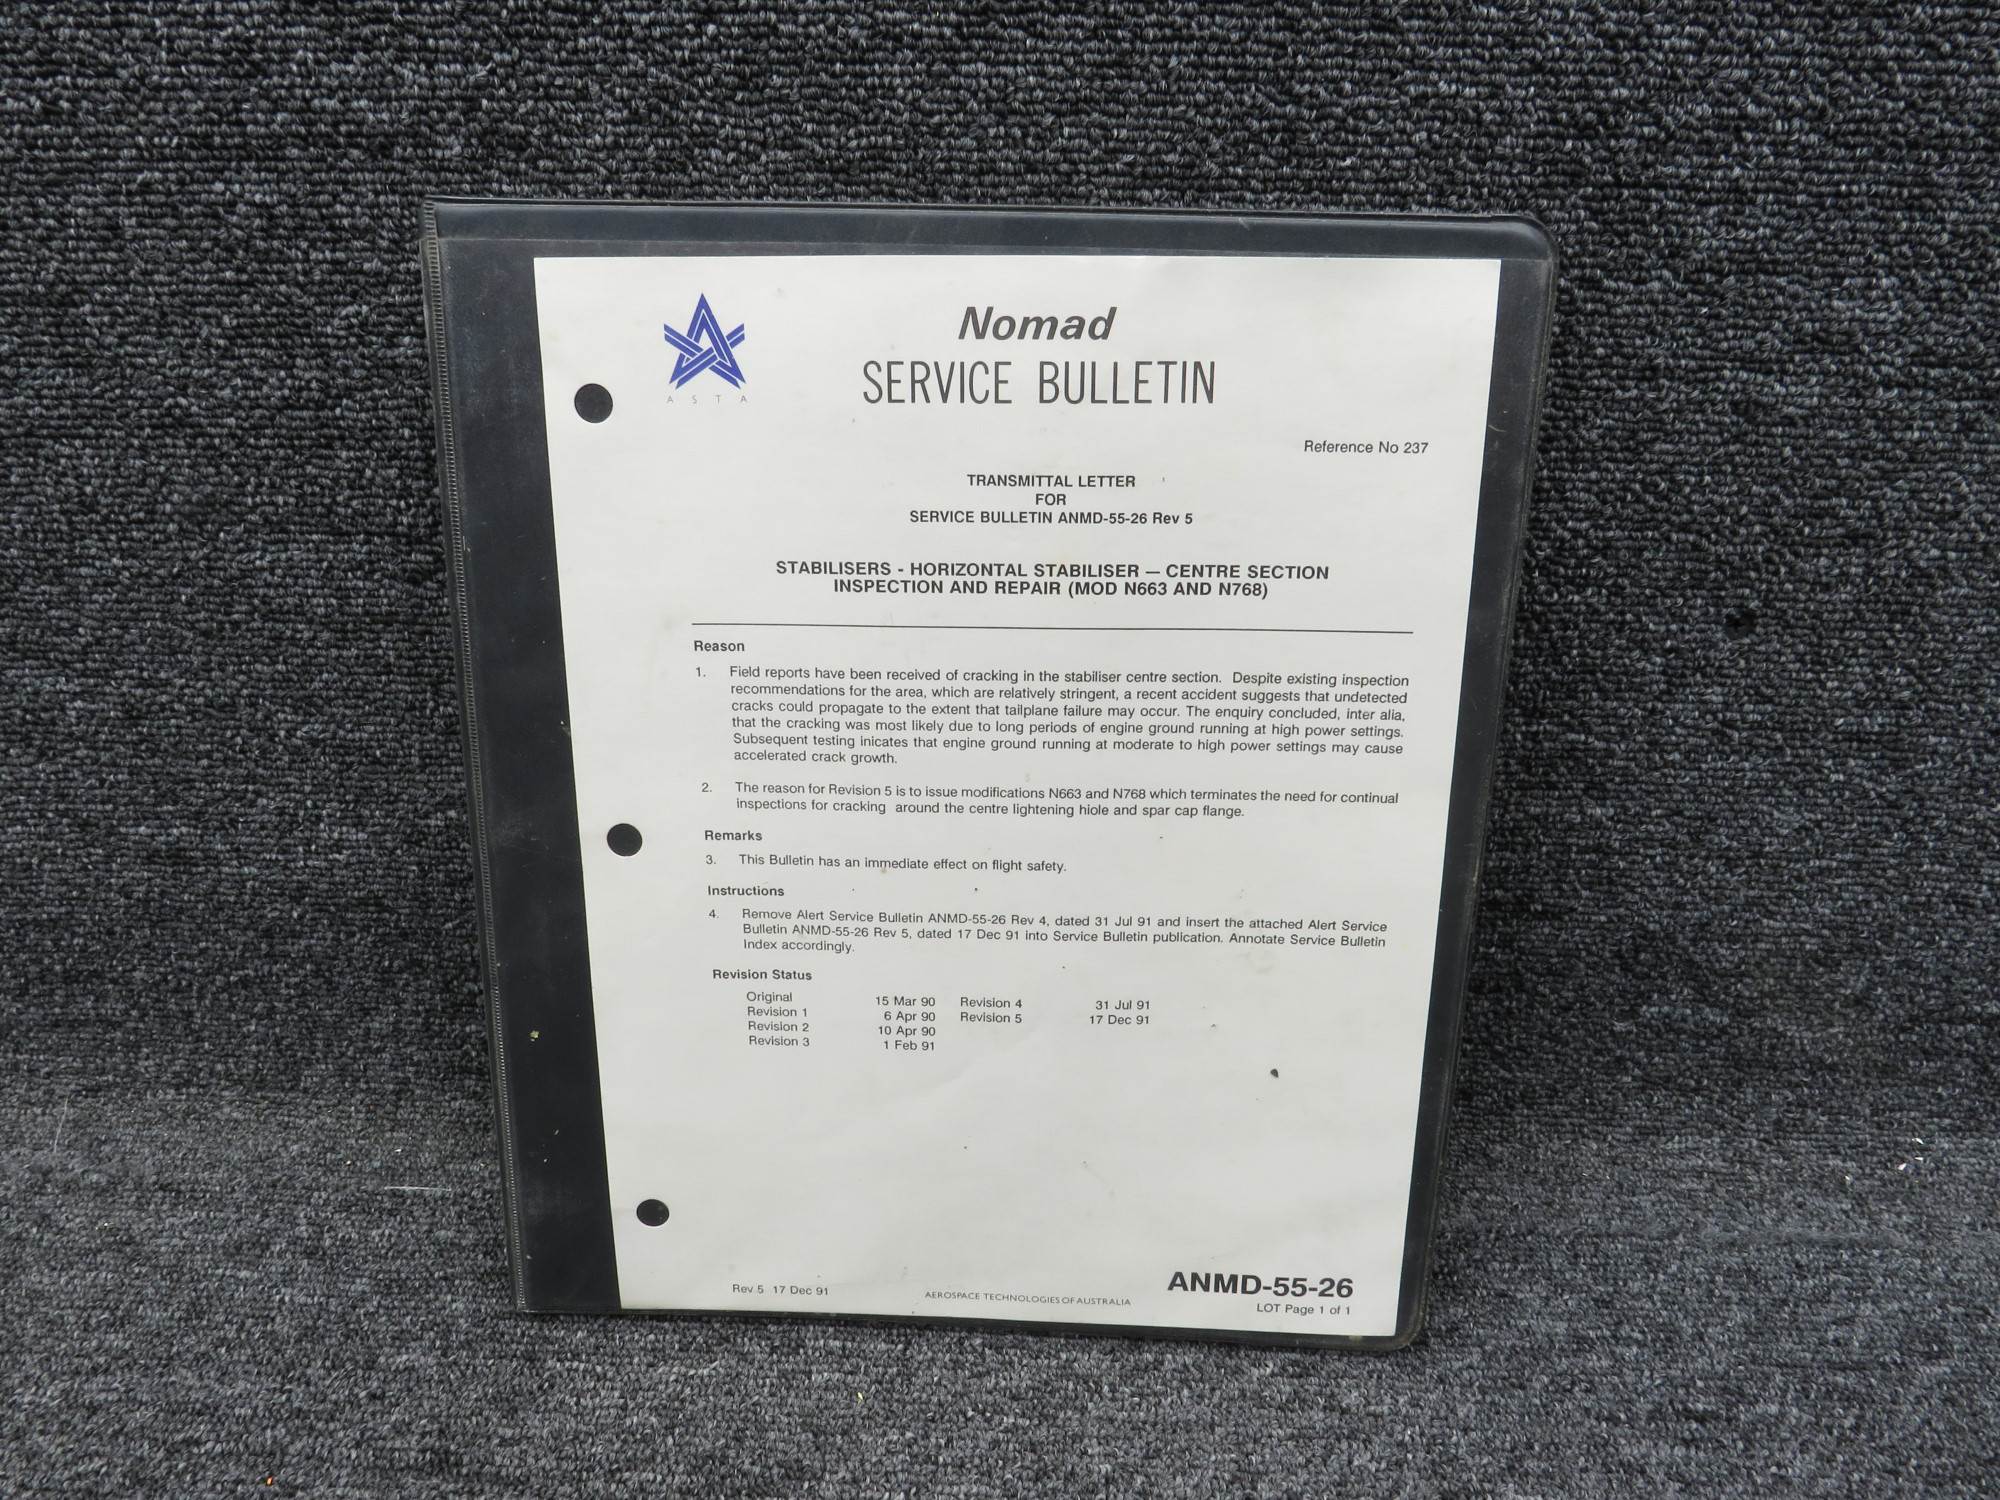 Nomad
SERVICE BULLETIN
A S T A
Reference No 237
TRANSMITTAL LETTER
FOR
SERVICE BULLETIN ANMD-55-26 Rev 5
STABILISERS - HORIZONTAL STABILISER — CENTRE SECTION
INSPECTION AND REPAIR (MOD N663 AND N768)
Reason
1. Field reports have been received of cracking in the stabiliser centre section. Despite existing inspection
recommendations for the area, which are relatively stringent, a recent accident suggests that undetected
cracks could propagate to the extent that tailplane failure may occur. The enquiry concluded, inter alia,
that the cracking was most likely due to long periods of engine ground running at high power settings.
Subsequent testing inicates that engine ground running at moderate to high power settings may cause
accelerated crack growth.
2. The reason for Revision 5 is to issue modifications N663 and N768 which terminates the need for continual
inspections for cracking around the centre lightening hiole and spar cap flange.
Remarks
3. This Bulletin has an immediate effect on flight safety.
Instructions
4. Remove Alert Service Bulletin ANMD-55-26 Rev 4, dated 31 Jul 91 and insert the attached Alert Service
Bulletin ANMD-55-26 Rev 5, dated 17 Dec 91 into Service Bulletin publication. Annotate Service Bulletin
Index accordingly.
Revision Status
Original 15 Mar 90 Revision 4 31 Jul 91
Revision 1 6 Apr 90 Revision 5 17 Dec 91
Revision 2 10 Apr 90
Revision 3 1 Feb 91
Rev 5 17 Dec 91
AEROSPACE TECHNOLOGIES OF AUSTRALIA
ANMD-55-26
LOT Page 1 of 1